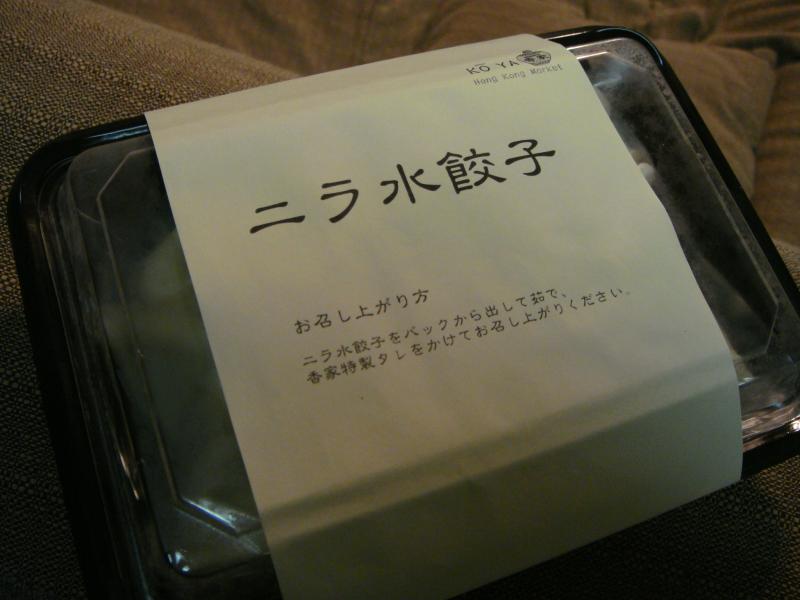 KŌYA
Hong Kong Market
ニラ水餃子
お召し上がり方
ニラ水餃子をパックから出して茹で、
香家特製タレをかけてお召し上がりください。